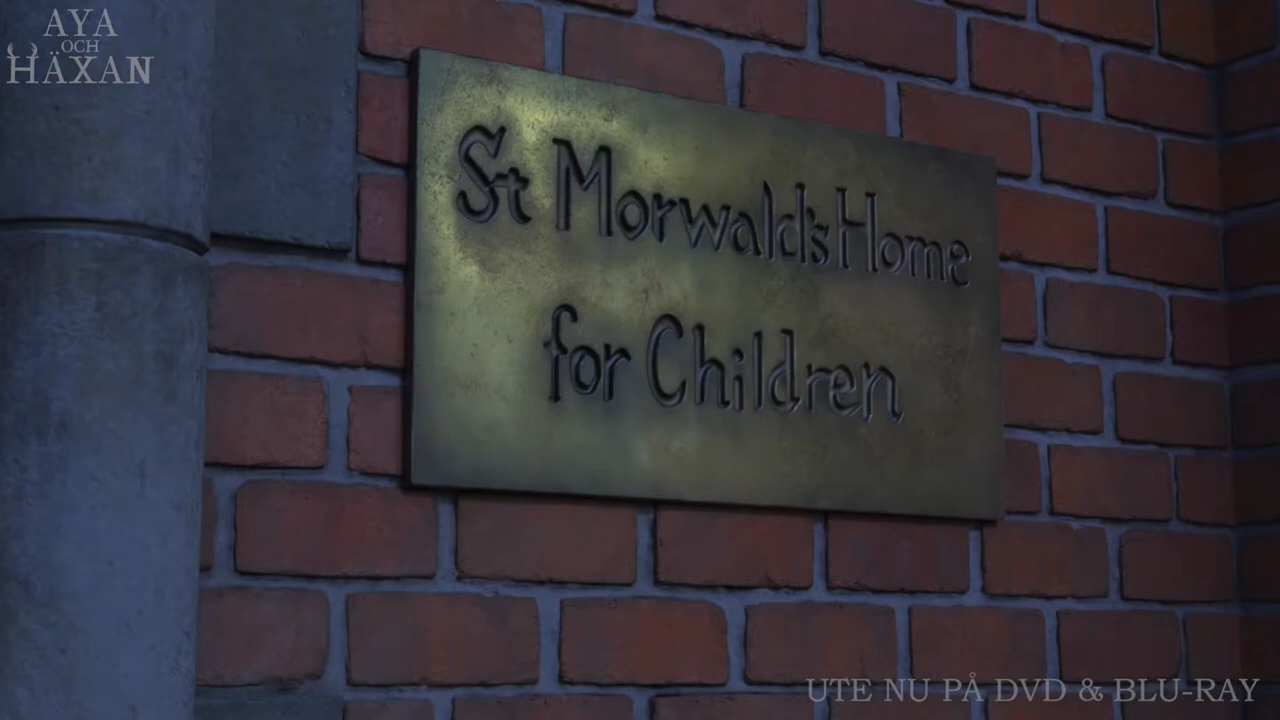 AYA
OCH
HÄXAN
St Morwald's Home
for Children
UTE NU PÅ DVD & BLU-RAY